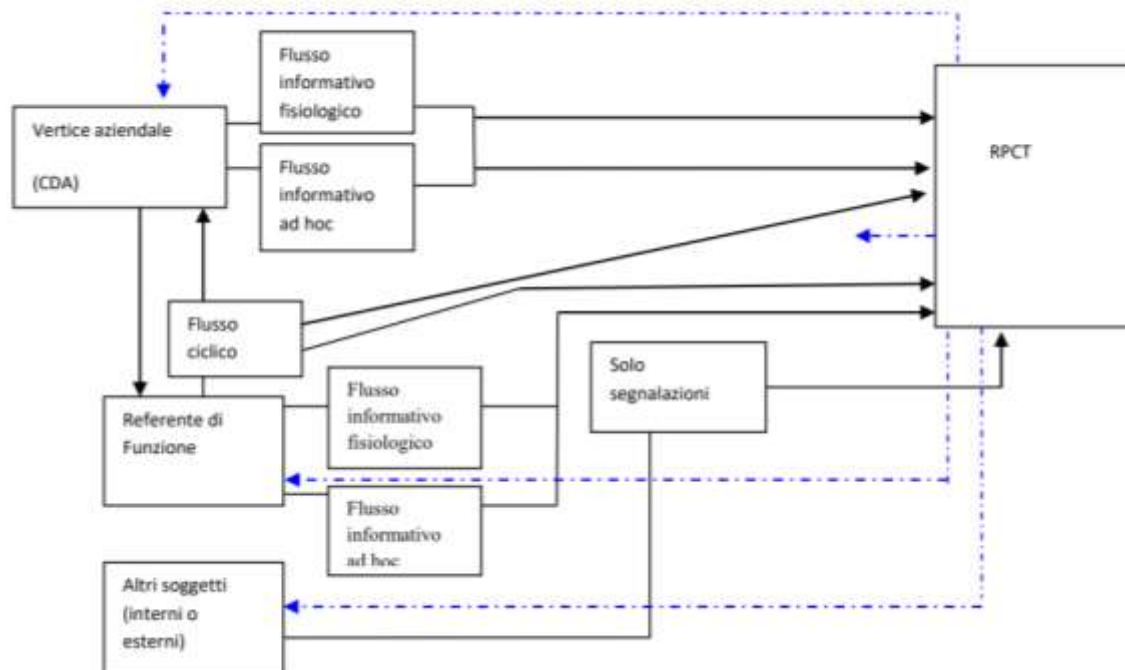 Flusso
informativo
fisiologico
Vertice aziendale
(CDA)
Flusso
informativo
ad hoc
RPCT
Flusso
ciclico
Solo
segnalazioni
Referente di
Funzione
Flusso
informativo
fisiologico
Flusso
informativo
ad hoc
Altri soggetti
(interni o
esterni)